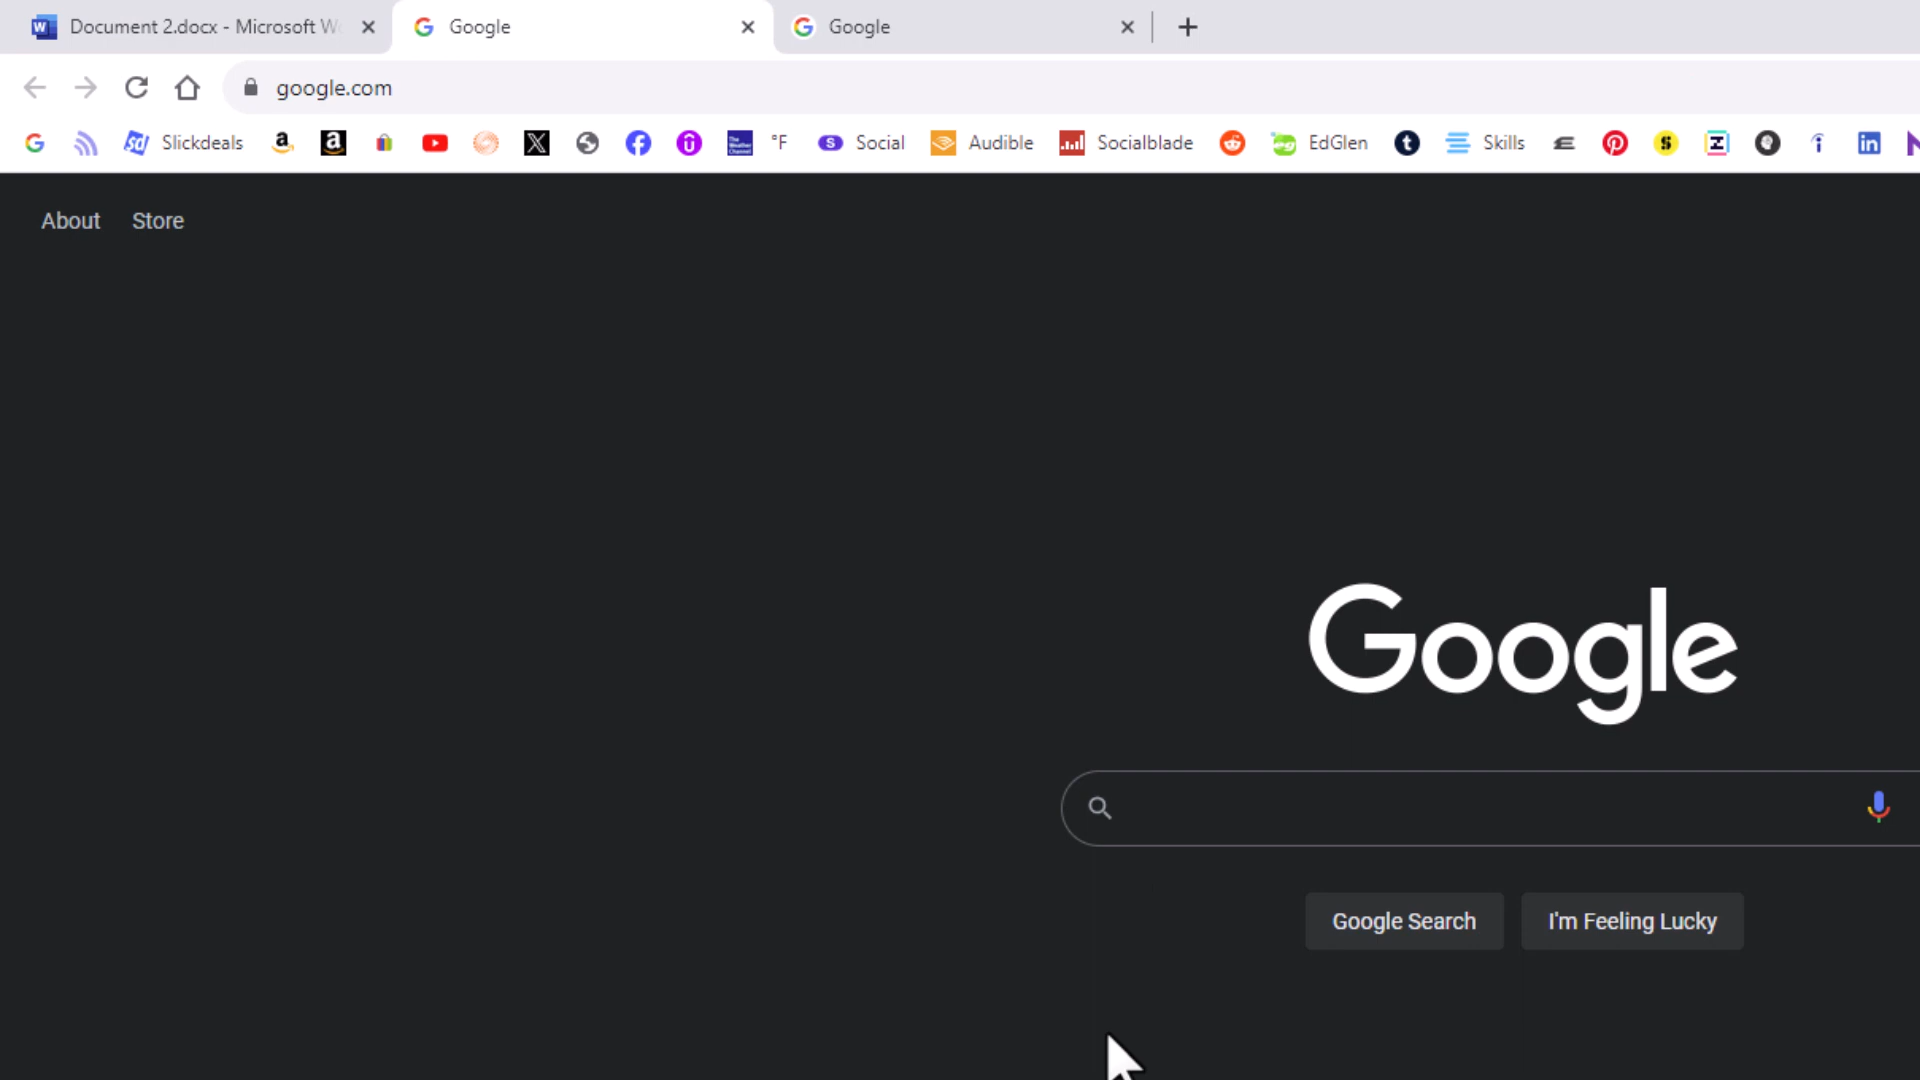 Document 2.docx - Microsoft W
Google
Google
google.com
Slickdeals
°F
Social
Audible
Socialblade
EdGlen
Skills
About
Store
Google
Google Search
I'm Feeling Lucky